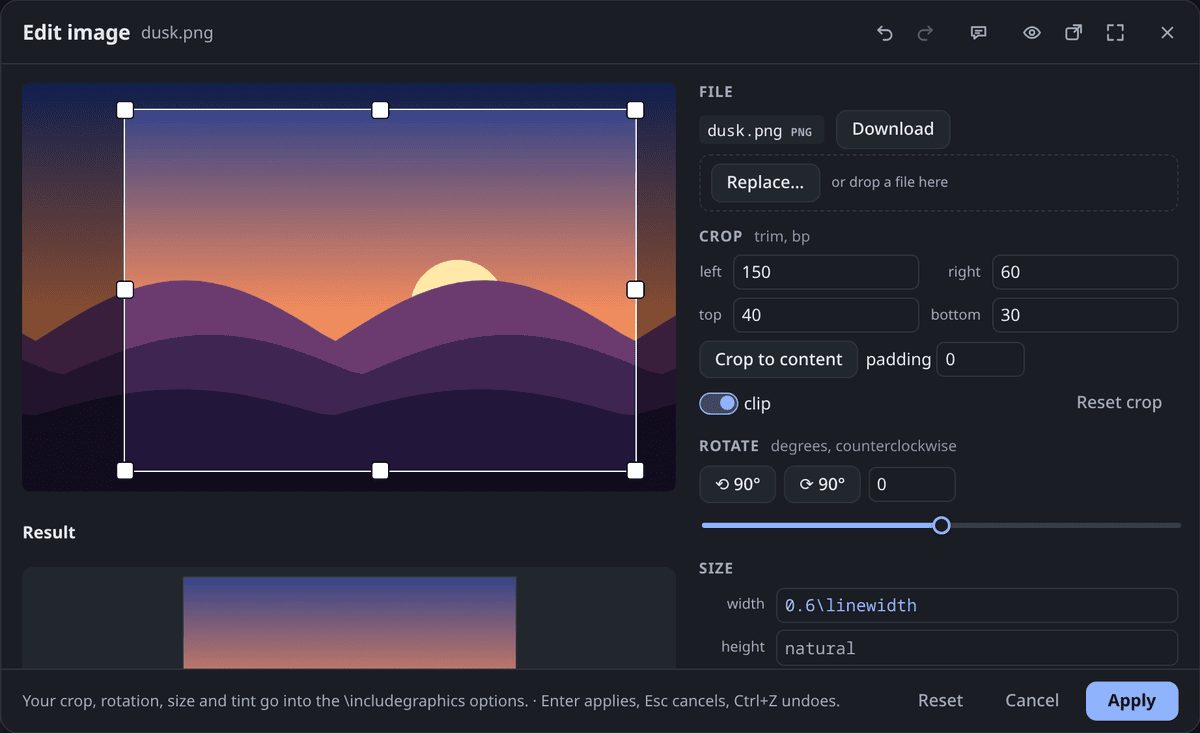 Edit image dusk.png
FILE
dusk.png PNG Download
Replace... or drop a file here
CROP trim, bp
left 150 right 60
top 40 bottom 30
Crop to content padding 0
clip Reset crop
ROTATE degrees, counterclockwise
⟲ 90° ⟳ 90° 0
Result
SIZE
width 0.6\linewidth
height natural
Your crop, rotation, size and tint go into the \includegraphics options. · Enter applies, Esc cancels, Ctrl+Z undoes. Reset Cancel Apply